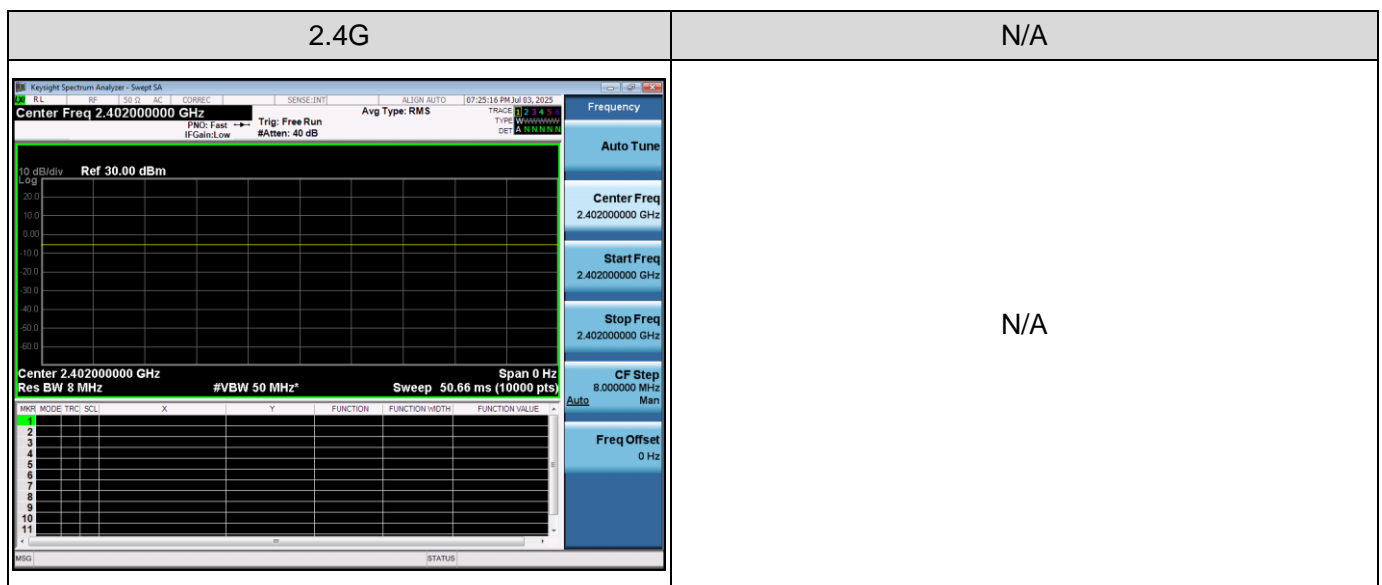 2.4G
N/A
Keysight Spectrum Analyzer - Swept SA
RL RF 50 Ω AC CORREC SENSE:INT ALIGN AUTO 07:25:16 PM Jul 03, 2025
Center Freq 2.402000000 GHz
PNO: Fast
IFGain:Low
Trig: Free Run
#Atten: 40 dB
Avg Type: RMS
TRACE 1 2 3 4 5 6
TYPE WWWWWW
DET A N N N N N
10 dB/div
Log
Ref 30.00 dBm
20.0
10.0
0.00
-10.0
-20.0
-30.0
-40.0
-50.0
-60.0
Center 2.402000000 GHz
Span 0 Hz
Res BW 8 MHz
#VBW 50 MHz*
Sweep 50.66 ms (10000 pts)
MKR MODE TRC SCL X Y FUNCTION FUNCTION WIDTH FUNCTION VALUE
1
2
3
4
5
6
7
8
9
10
11
MSG
STATUS
Frequency
Auto Tune
Center Freq
2.402000000 GHz
Start Freq
2.402000000 GHz
Stop Freq
2.402000000 GHz
CF Step
8.000000 MHz
Auto Man
Freq Offset
0 Hz
N/A